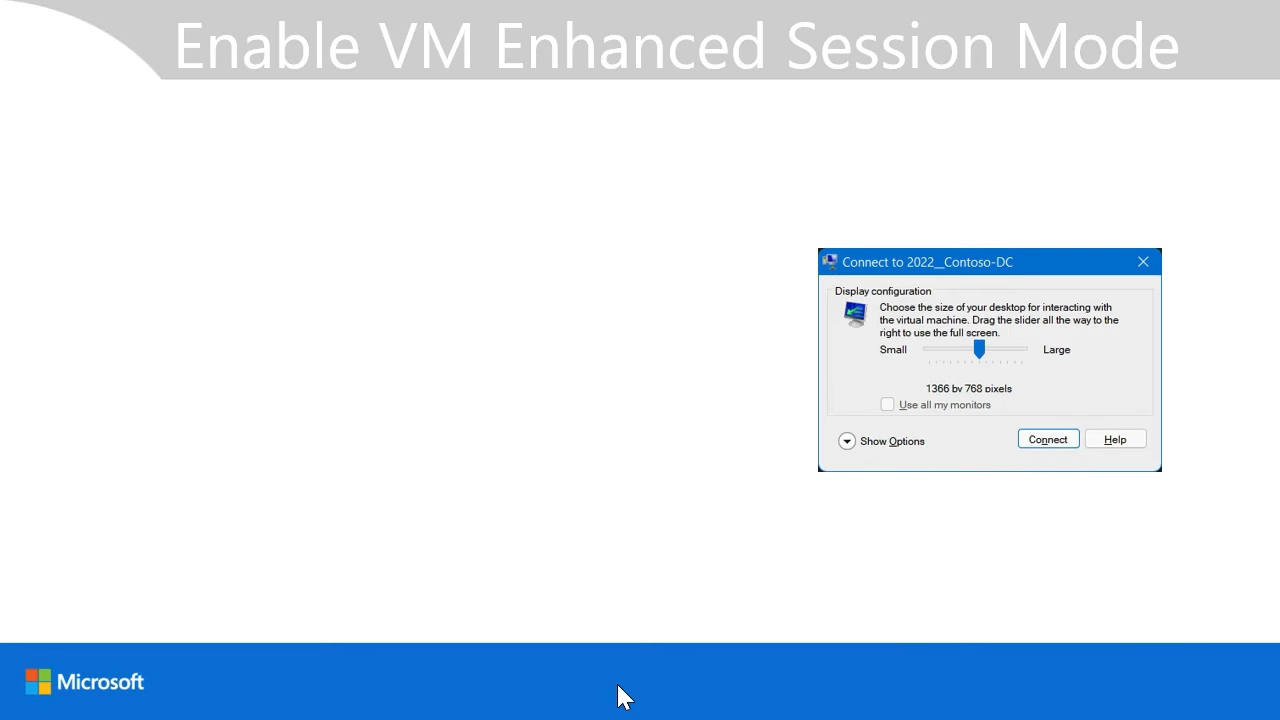 Enable VM Enhanced Session Mode
Connect to 2022__Contoso-DC
Display configuration
Choose the size of your desktop for interacting with
the virtual machine. Drag the slider all the way to the
right to use the full screen.
Small Large
1366 by 768 pixels
Use all my monitors
Show Options Connect Help
Microsoft